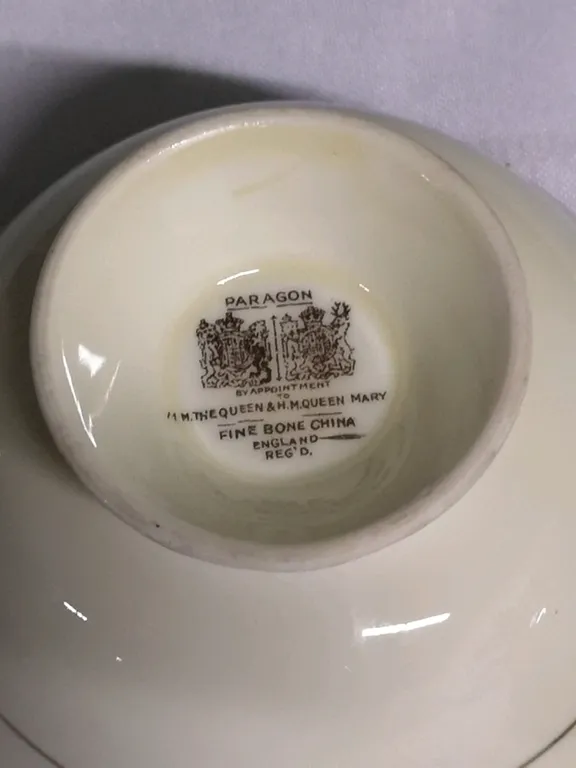 PARAGON
BY APPOINTMENT
TO
H.M. THE QUEEN & H.M. QUEEN MARY
FINE BONE CHINA
ENGLAND
REG'D.